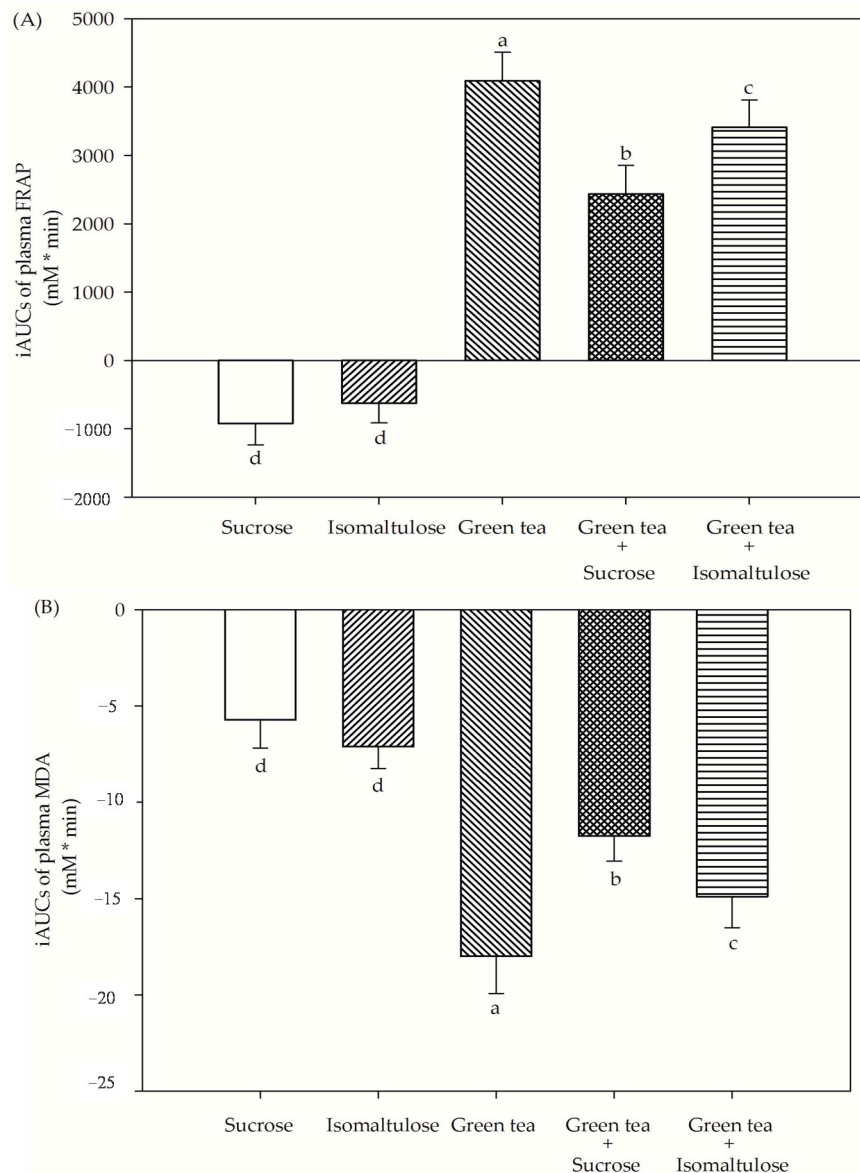 (A)
iAUCs of plasma FRAP
(mM * min)
5000
4000
3000
2000
1000
0
−1000
−2000
a
b
c
d
d
Sucrose
Isomaltulose
Green tea
Green tea
+
Sucrose
Green tea
+
Isomaltulose
(B)
iAUCs of plasma MDA
(mM * min)
0
−5
−10
−15
−20
−25
d
d
a
b
c
Sucrose
Isomaltulose
Green tea
Green tea
+
Sucrose
Green tea
+
Isomaltulose